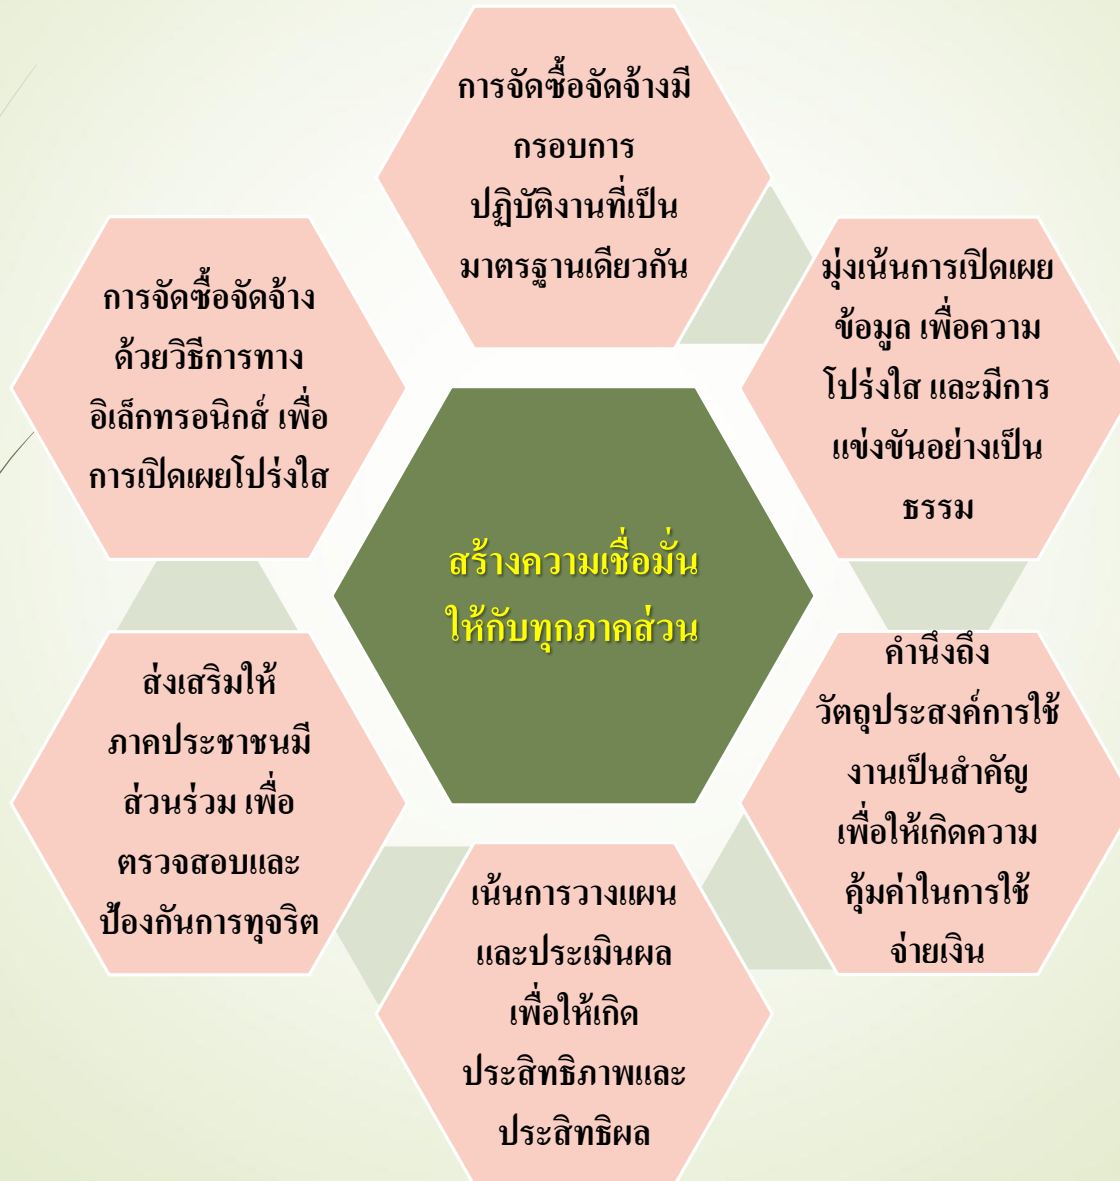 การจัดซื้อจัดจ้างมี
กรอบการ
ปฏิบัติงานที่เป็น
มาตรฐานเดียวกัน
มุ่งเน้นการเปิดเผย
ข้อมูล เพื่อความ
โปร่งใส และมีการ
แข่งขันอย่างเป็น
ธรรม
คำนึงถึง
วัตถุประสงค์การใช้
งานเป็นสำคัญ
เพื่อให้เกิดความ
คุ้มค่าในการใช้
จ่ายเงิน
เน้นการวางแผน
และประเมินผล
เพื่อให้เกิด
ประสิทธิภาพและ
ประสิทธิผล
ส่งเสริมให้
ภาคประชาชนมี
ส่วนร่วม เพื่อ
ตรวจสอบและ
ป้องกันการทุจริต
การจัดซื้อจัดจ้าง
ด้วยวิธีการทาง
อิเล็กทรอนิกส์ เพื่อ
การเปิดเผยโปร่งใส
สร้างความเชื่อมั่น
ให้กับทุกภาคส่วน